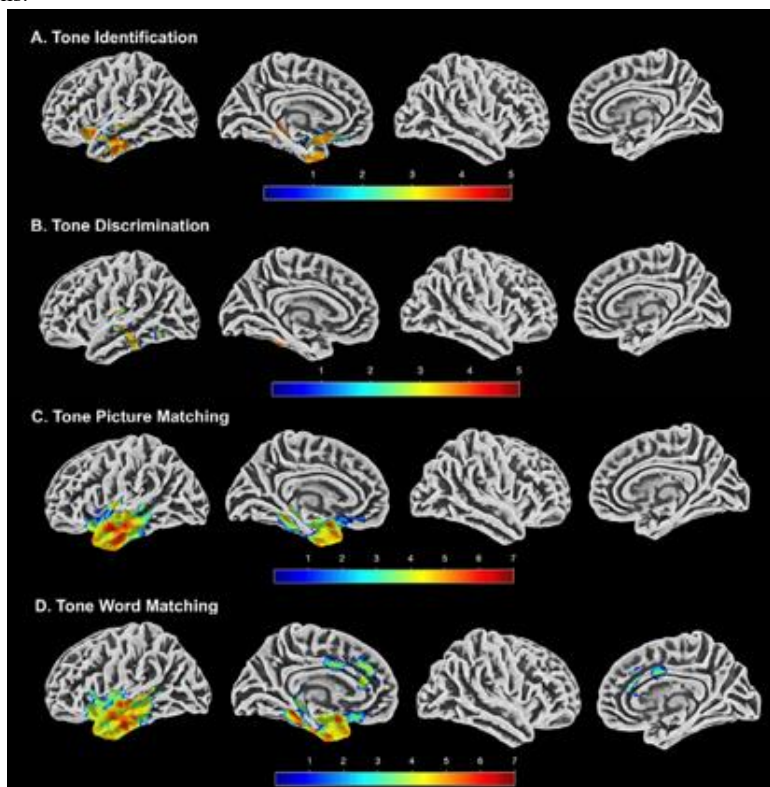 A. Tone Identification
1 2 3 4 5
B. Tone Discrimination
1 2 3 4 5
C. Tone Picture Matching
1 2 3 4 5 6 7
D. Tone Word Matching
1 2 3 4 5 6 7